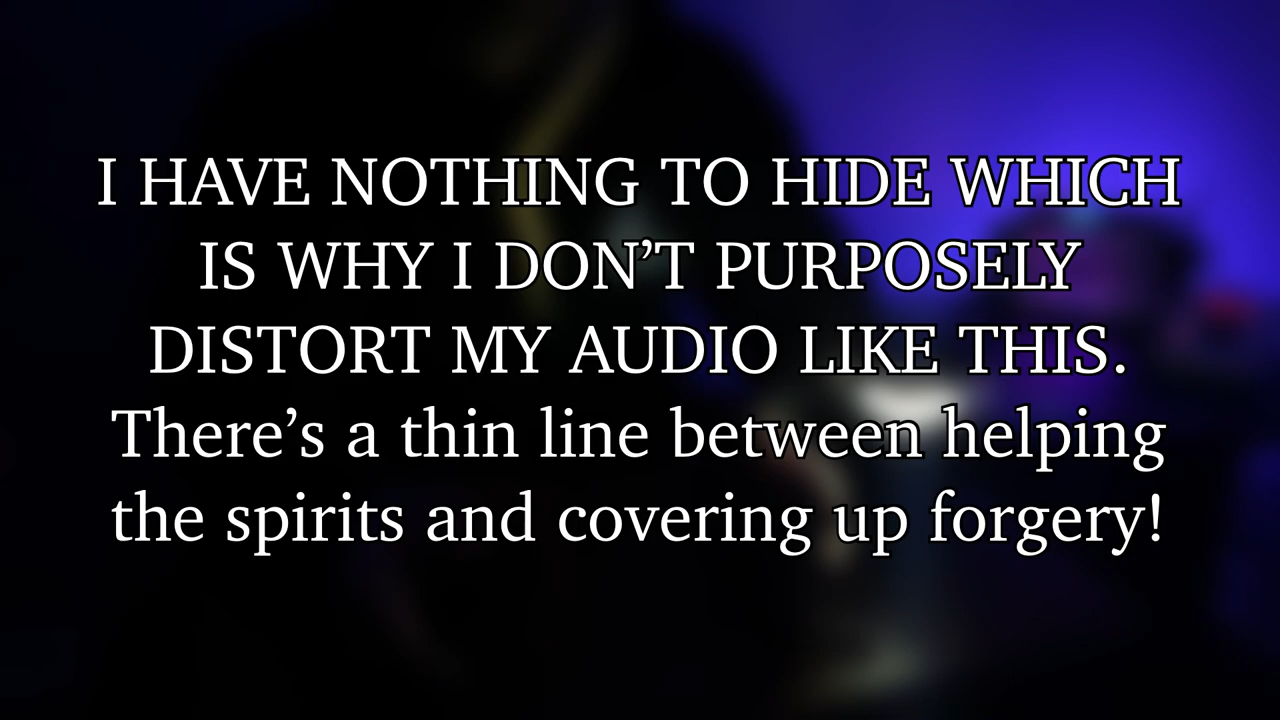 I HAVE NOTHING TO HIDE WHICH
IS WHY I DON’T PURPOSELY
DISTORT MY AUDIO LIKE THIS.
There’s a thin line between helping
the spirits and covering up forgery!